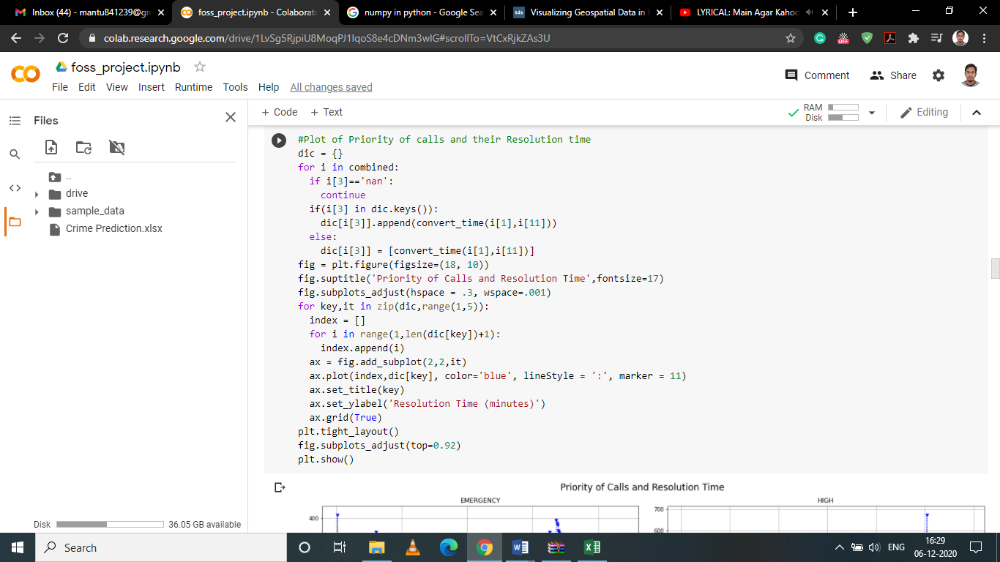 Inbox (44) - mantu841239@gm
foss_project.ipynb - Colaborato
numpy in python - Google Sea
tds Visualizing Geospatial Data in
LYRICAL: Main Agar Kahoo
colab.research.google.com/drive/1LvSg5RjpiU8MoqPJ1IqoS8e4cDNm3wlG#scrollTo=VtCxRjkZAs3U
OFF
foss_project.ipynb
Comment Share
File Edit View Insert Runtime Tools Help All changes saved
Files
+ Code + Text
RAM
Disk
Editing
..
drive
sample_data
Crime Prediction.xlsx
#Plot of Priority of calls and their Resolution time
dic = {}
for i in combined:
  if i[3]=='nan':
    continue
  if(i[3] in dic.keys()):
    dic[i[3]].append(convert_time(i[1],i[11]))
  else:
    dic[i[3]] = [convert_time(i[1],i[11])]
fig = plt.figure(figsize=(18, 10))
fig.suptitle('Priority of Calls and Resolution Time',fontsize=17)
fig.subplots_adjust(hspace = .3, wspace=.001)
for key,it in zip(dic,range(1,5)):
  index = []
  for i in range(1,len(dic[key])+1):
    index.append(i)
  ax = fig.add_subplot(2,2,it)
  ax.plot(index,dic[key], color='blue', lineStyle = ':', marker = 11)
  ax.set_title(key)
  ax.set_ylabel('Resolution Time (minutes)')
  ax.grid(True)
plt.tight_layout()
fig.subplots_adjust(top=0.92)
plt.show()
Priority of Calls and Resolution Time
EMERGENCY
HIGH
400
700
600
Disk 36.05 GB available
Search
ENG
16:29
06-12-2020